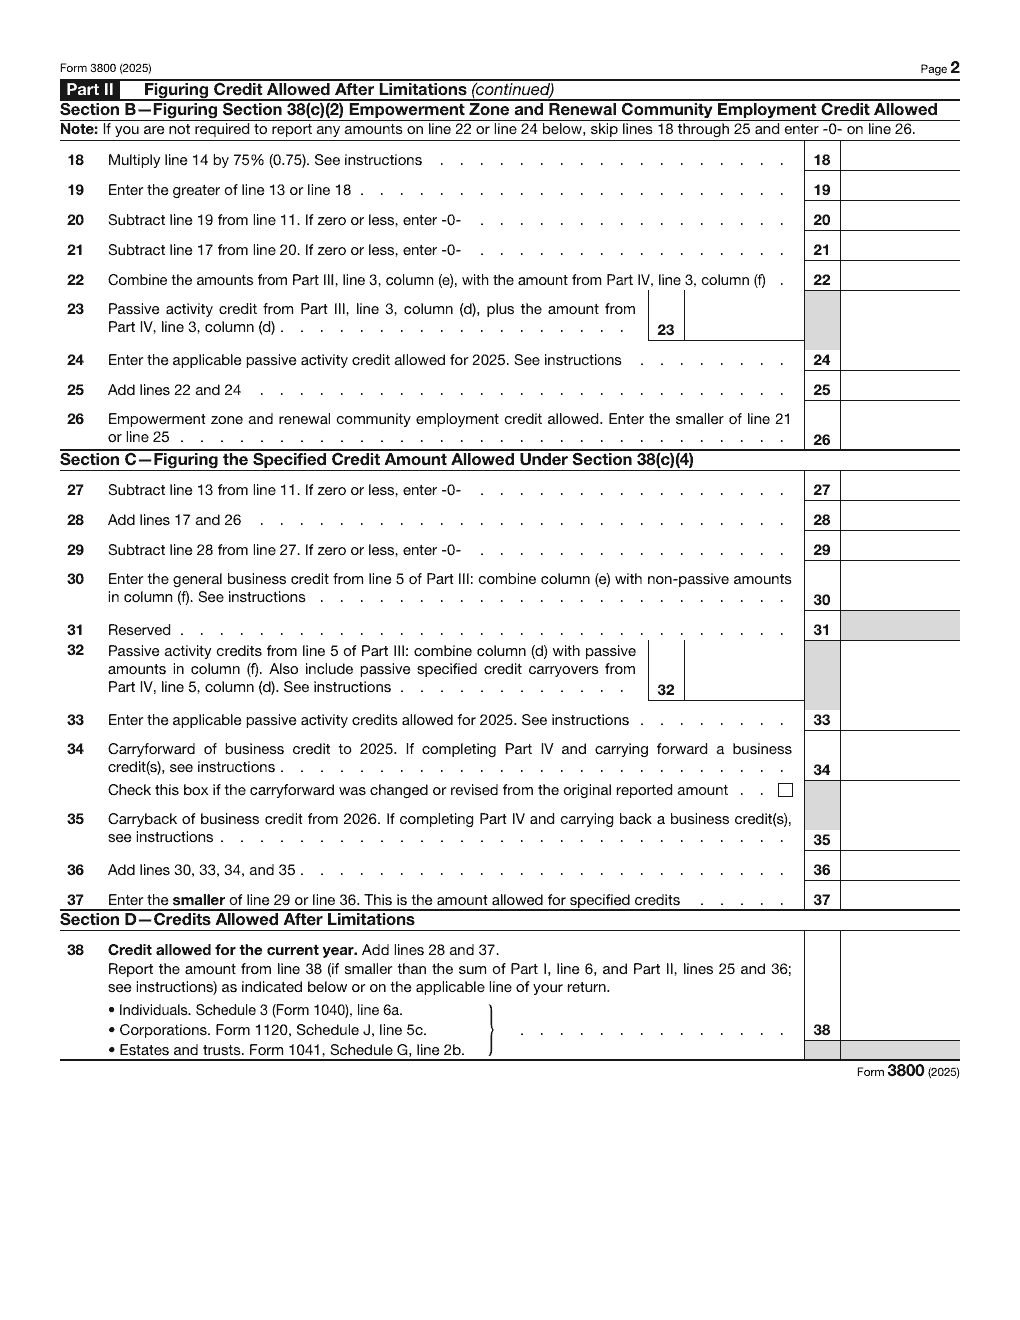 Form 3800 (2025) Page 2
Part II Figuring Credit Allowed After Limitations (continued)
Section B—Figuring Section 38(c)(2) Empowerment Zone and Renewal Community Employment Credit Allowed
Note: If you are not required to report any amounts on line 22 or line 24 below, skip lines 18 through 25 and enter -0- on line 26.
18 Multiply line 14 by 75% (0.75). See instructions . . . . . . . . . . . . . . . . . . 18
19 Enter the greater of line 13 or line 18 . . . . . . . . . . . . . . . . . . . . . . 19
20 Subtract line 19 from line 11. If zero or less, enter -0- . . . . . . . . . . . . . . . . 20
21 Subtract line 17 from line 20. If zero or less, enter -0- . . . . . . . . . . . . . . . . 21
22 Combine the amounts from Part III, line 3, column (e), with the amount from Part IV, line 3, column (f) . 22
23 Passive activity credit from Part III, line 3, column (d), plus the amount from
Part IV, line 3, column (d) . . . . . . . . . . . . . . . . . . 23
24 Enter the applicable passive activity credit allowed for 2025. See instructions . . . . . . . . 24
25 Add lines 22 and 24 . . . . . . . . . . . . . . . . . . . . . . . . . . . 25
26 Empowerment zone and renewal community employment credit allowed. Enter the smaller of line 21
or line 25 . . . . . . . . . . . . . . . . . . . . . . . . . . . . . . . 26
Section C—Figuring the Specified Credit Amount Allowed Under Section 38(c)(4)
27 Subtract line 13 from line 11. If zero or less, enter -0- . . . . . . . . . . . . . . . . 27
28 Add lines 17 and 26 . . . . . . . . . . . . . . . . . . . . . . . . . . . 28
29 Subtract line 28 from line 27. If zero or less, enter -0- . . . . . . . . . . . . . . . . 29
30 Enter the general business credit from line 5 of Part III: combine column (e) with non-passive amounts
in column (f). See instructions . . . . . . . . . . . . . . . . . . . . . . . . 30
31 Reserved . . . . . . . . . . . . . . . . . . . . . . . . . . . . . . . 31
32 Passive activity credits from line 5 of Part III: combine column (d) with passive
amounts in column (f). Also include passive specified credit carryovers from
Part IV, line 5, column (d). See instructions . . . . . . . . . . . . 32
33 Enter the applicable passive activity credits allowed for 2025. See instructions . . . . . . . . 33
34 Carryforward of business credit to 2025. If completing Part IV and carrying forward a business
credit(s), see instructions . . . . . . . . . . . . . . . . . . . . . . . . . . 34
Check this box if the carryforward was changed or revised from the original reported amount . .
35 Carryback of business credit from 2026. If completing Part IV and carrying back a business credit(s),
see instructions . . . . . . . . . . . . . . . . . . . . . . . . . . . . . 35
36 Add lines 30, 33, 34, and 35 . . . . . . . . . . . . . . . . . . . . . . . . . 36
37 Enter the smaller of line 29 or line 36. This is the amount allowed for specified credits . . . . . 37
Section D—Credits Allowed After Limitations
38 Credit allowed for the current year. Add lines 28 and 37.
Report the amount from line 38 (if smaller than the sum of Part I, line 6, and Part II, lines 25 and 36;
see instructions) as indicated below or on the applicable line of your return.
• Individuals. Schedule 3 (Form 1040), line 6a.
• Corporations. Form 1120, Schedule J, line 5c. . . . . . . . . . . . . . . 38
• Estates and trusts. Form 1041, Schedule G, line 2b.
Form 3800 (2025)